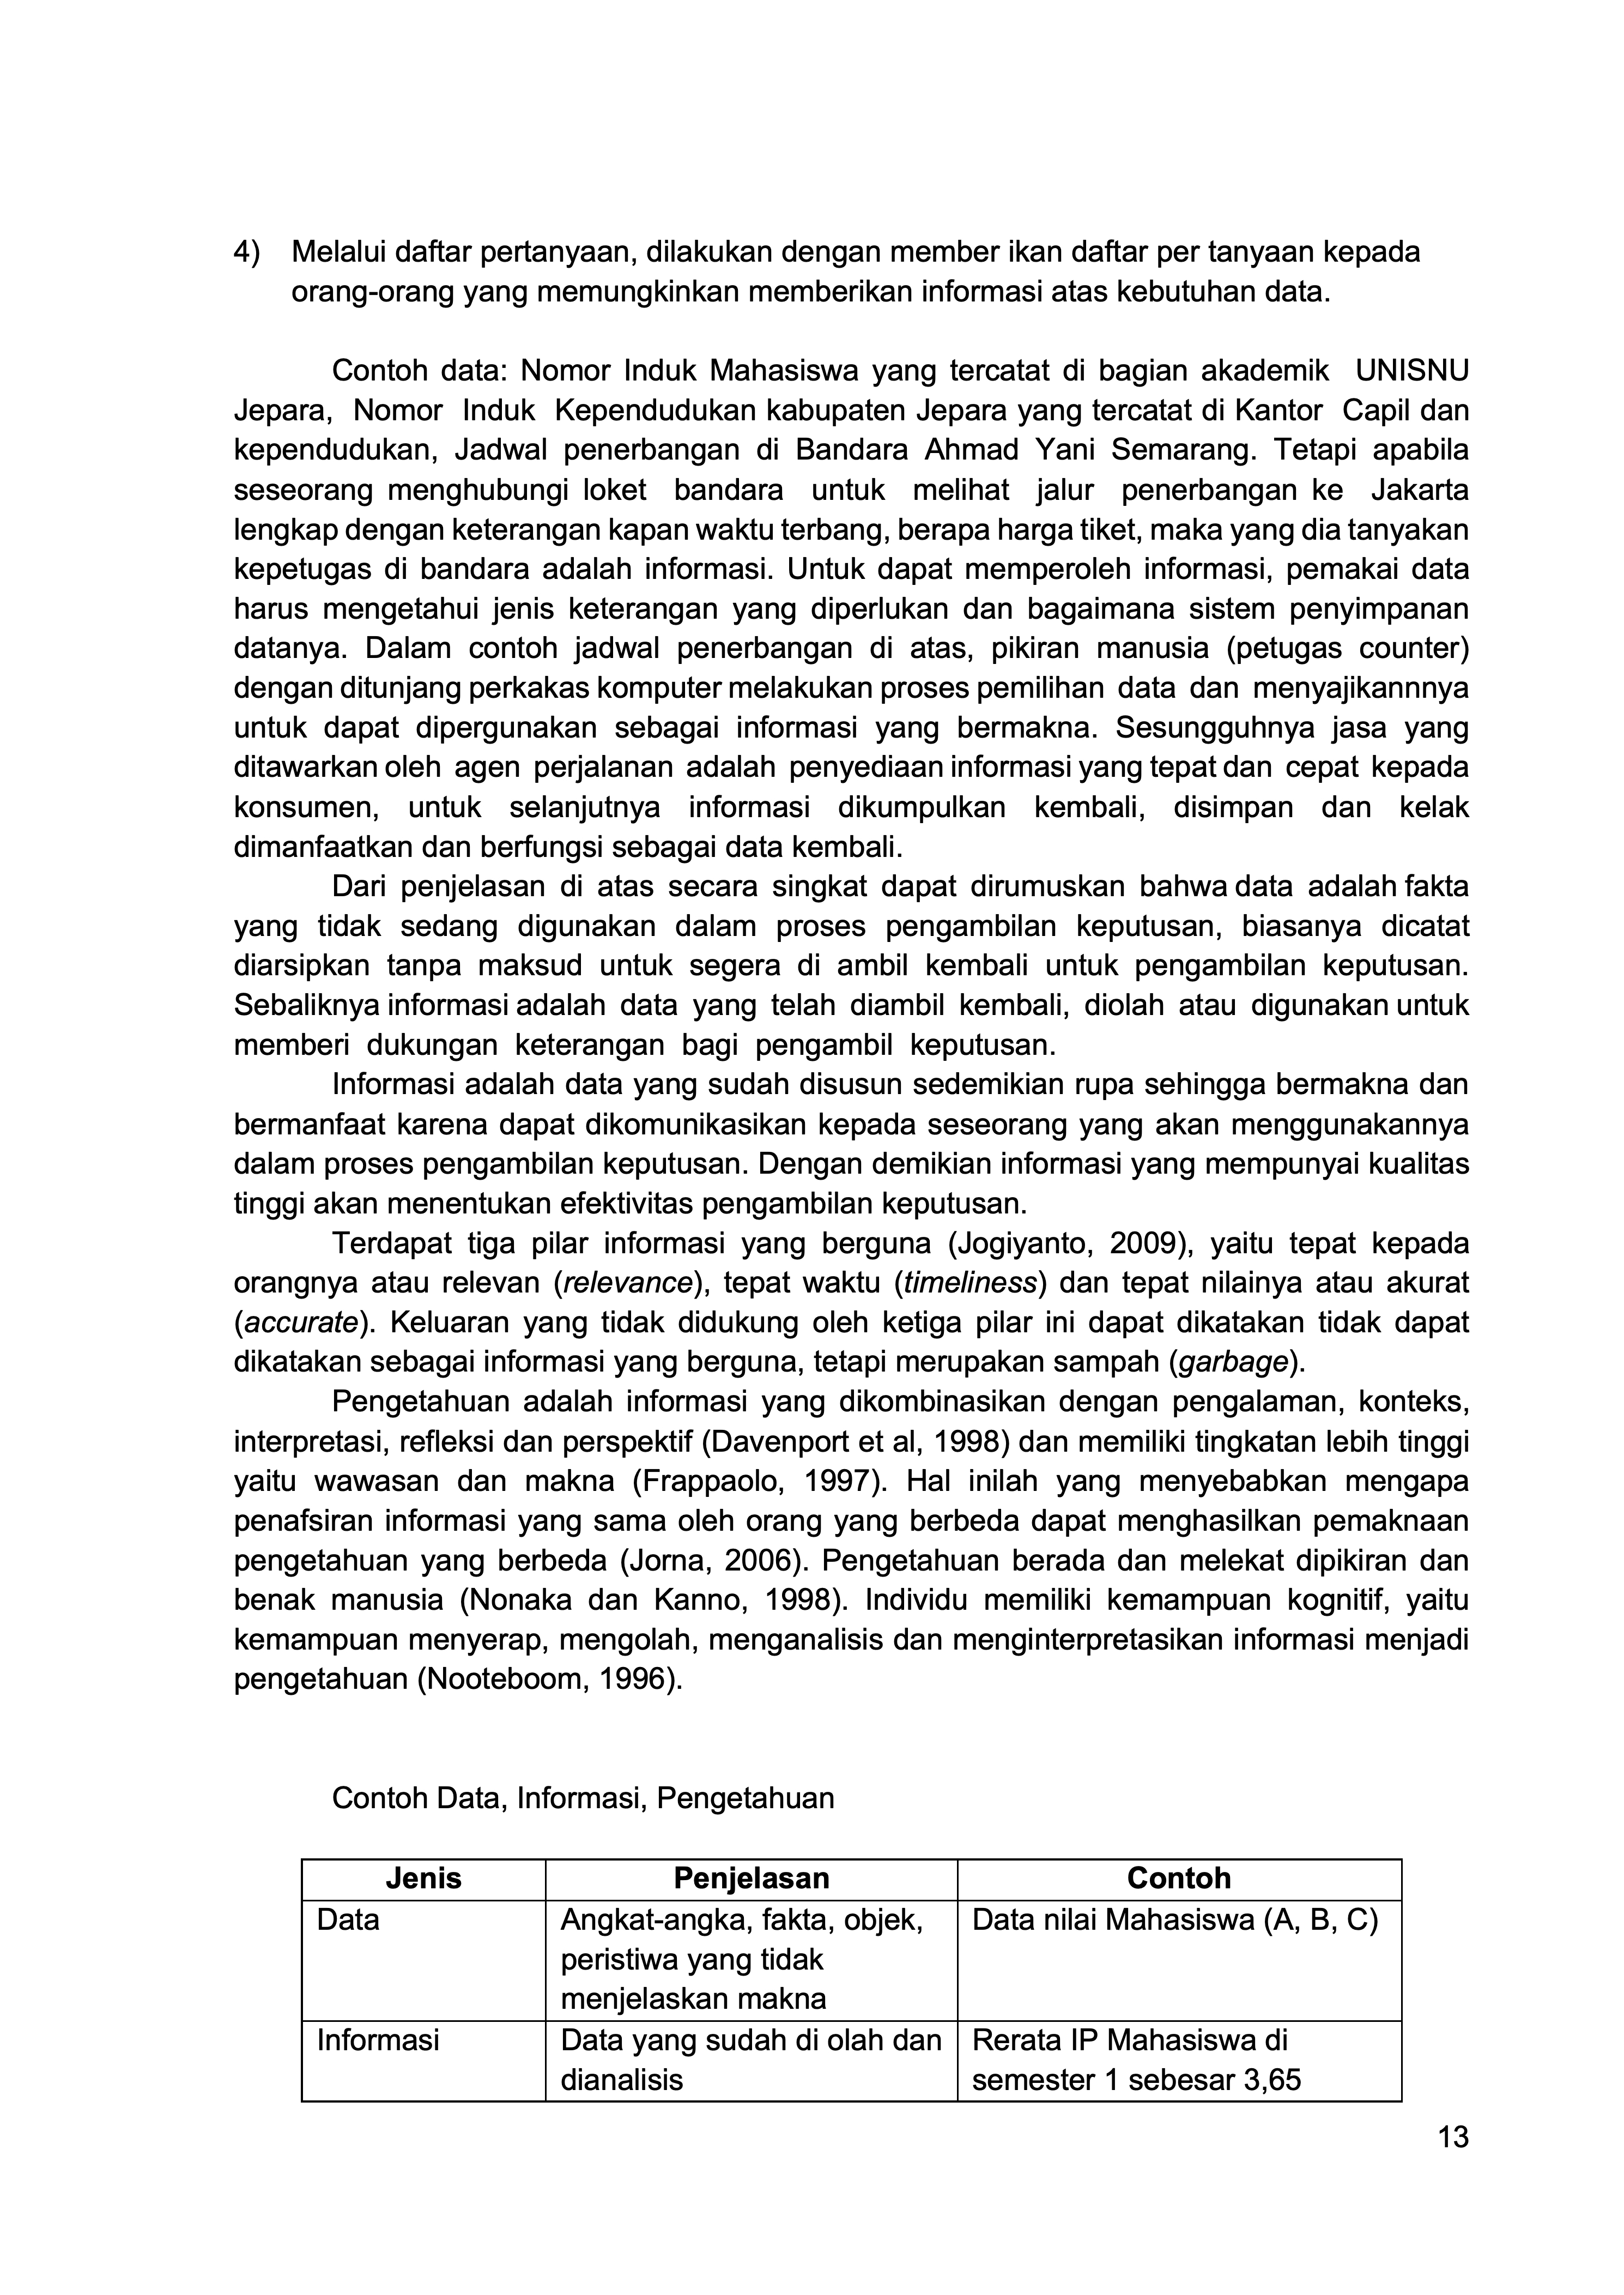 4) Melalui daftar pertanyaan, dilakukan dengan member ikan daftar per tanyaan kepada
orang-orang yang memungkinkan memberikan informasi atas kebutuhan data.
Contoh data: Nomor Induk Mahasiswa yang tercatat di bagian akademik UNISNU
Jepara, Nomor Induk Kependudukan kabupaten Jepara yang tercatat di Kantor Capil dan
kependudukan, Jadwal penerbangan di Bandara Ahmad Yani Semarang. Tetapi apabila
seseorang menghubungi loket bandara untuk melihat jalur penerbangan ke Jakarta
lengkap dengan keterangan kapan waktu terbang, berapa harga tiket, maka yang dia tanyakan
kepetugas di bandara adalah informasi. Untuk dapat memperoleh informasi, pemakai data
harus mengetahui jenis keterangan yang diperlukan dan bagaimana sistem penyimpanan
datanya. Dalam contoh jadwal penerbangan di atas, pikiran manusia (petugas counter)
dengan ditunjang perkakas komputer melakukan proses pemilihan data dan menyajikannnya
untuk dapat dipergunakan sebagai informasi yang bermakna. Sesungguhnya jasa yang
ditawarkan oleh agen perjalanan adalah penyediaan informasi yang tepat dan cepat kepada
konsumen, untuk selanjutnya informasi dikumpulkan kembali, disimpan dan kelak
dimanfaatkan dan berfungsi sebagai data kembali.
Dari penjelasan di atas secara singkat dapat dirumuskan bahwa data adalah fakta
yang tidak sedang digunakan dalam proses pengambilan keputusan, biasanya dicatat
diarsipkan tanpa maksud untuk segera di ambil kembali untuk pengambilan keputusan.
Sebaliknya informasi adalah data yang telah diambil kembali, diolah atau digunakan untuk
memberi dukungan keterangan bagi pengambil keputusan.
Informasi adalah data yang sudah disusun sedemikian rupa sehingga bermakna dan
bermanfaat karena dapat dikomunikasikan kepada seseorang yang akan menggunakannya
dalam proses pengambilan keputusan. Dengan demikian informasi yang mempunyai kualitas
tinggi akan menentukan efektivitas pengambilan keputusan.
Terdapat tiga pilar informasi yang berguna (Jogiyanto, 2009), yaitu tepat kepada
orangnya atau relevan (relevance), tepat waktu (timeliness) dan tepat nilainya atau akurat
(accurate). Keluaran yang tidak didukung oleh ketiga pilar ini dapat dikatakan tidak dapat
dikatakan sebagai informasi yang berguna, tetapi merupakan sampah (garbage).
Pengetahuan adalah informasi yang dikombinasikan dengan pengalaman, konteks,
interpretasi, refleksi dan perspektif (Davenport et al, 1998) dan memiliki tingkatan lebih tinggi
yaitu wawasan dan makna (Frappaolo, 1997). Hal inilah yang menyebabkan mengapa
penafsiran informasi yang sama oleh orang yang berbeda dapat menghasilkan pemaknaan
pengetahuan yang berbeda (Jorna, 2006). Pengetahuan berada dan melekat dipikiran dan
benak manusia (Nonaka dan Kanno, 1998). Individu memiliki kemampuan kognitif, yaitu
kemampuan menyerap, mengolah, menganalisis dan menginterpretasikan informasi menjadi
pengetahuan (Nooteboom, 1996).
Contoh Data, Informasi, Pengetahuan
Jenis Penjelasan Contoh
Data Angkat-angka, fakta, objek, Data nilai Mahasiswa (A, B, C)
peristiwa yang tidak
menjelaskan makna
Informasi Data yang sudah di olah dan Rerata IP Mahasiswa di
dianalisis semester 1 sebesar 3,65
13